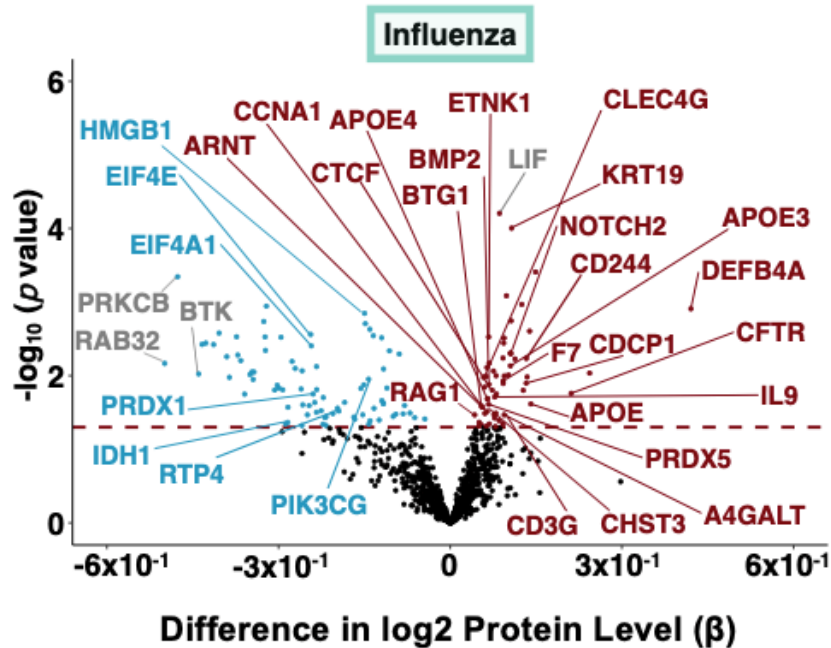 Influenza
6
CCNA1
ETNK1
CLEC4G
HMGB1
APOE4
ARNT
BMP2
LIF
CTCF
KRT19
EIF4E
BTG1
4
NOTCH2
APOE3
EIF4A1
CD244
DEFB4A
PRKCB
BTK
RAB32
CFTR
F7
CDCP1
2
RAG1
IL9
PRDX1
APOE
IDH1
PRDX5
RTP4
PIK3CG
A4GALT
CD3G
CHST3
0
-log10 (p value)
-6x10-1
-3x10-1
0
3x10-1
6x10-1
Difference in log2 Protein Level (β)